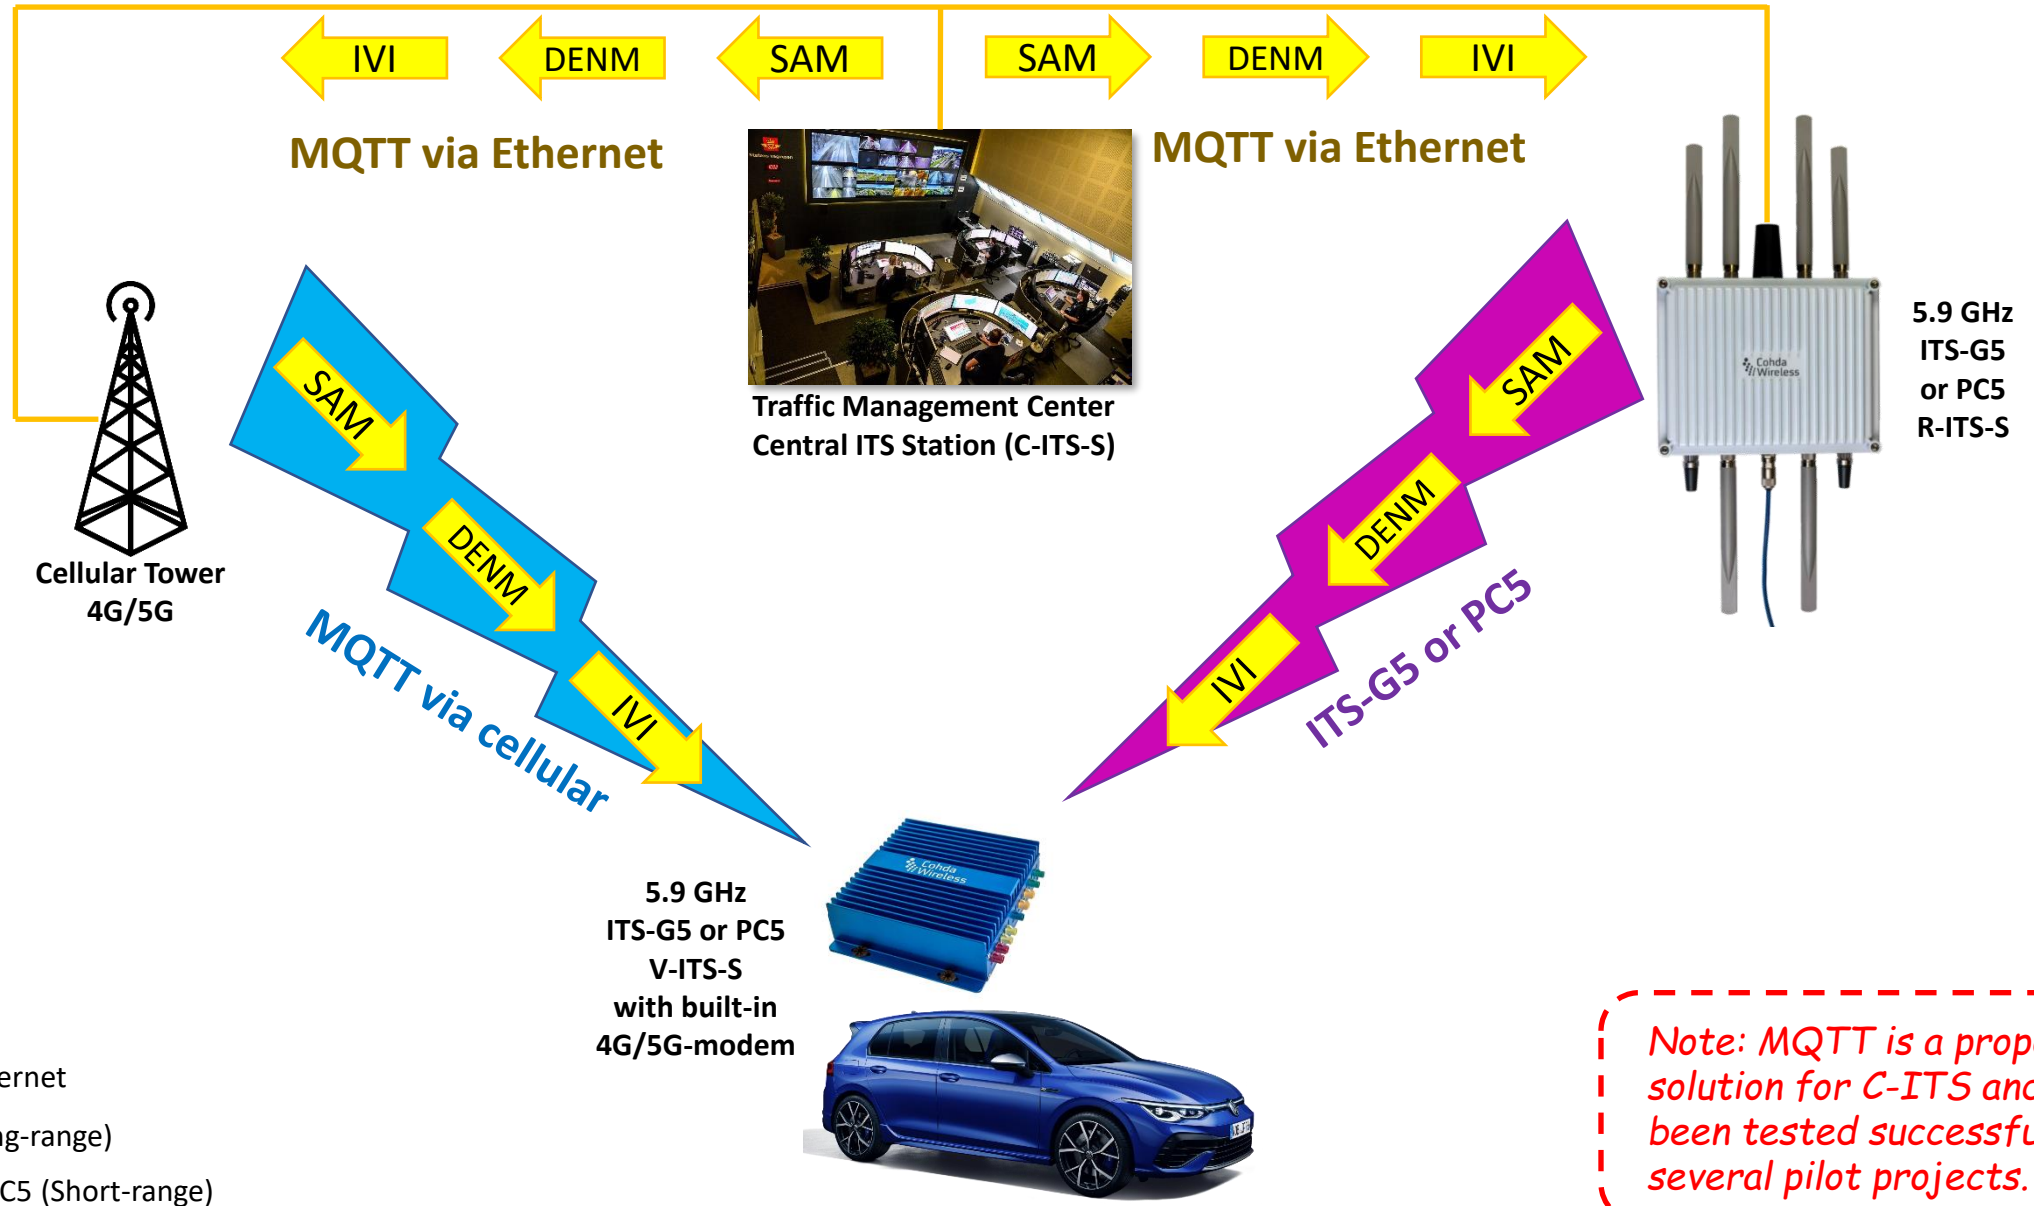 IVI
DENM
SAM
SAM
DENM
IVI
MQTT via Ethernet
MQTT via Ethernet
Traffic Management Center
Central ITS Station (C-ITS-S)
SAM
DENM
IVI
MQTT via cellular
Cellular Tower
4G/5G
SAM
DENM
IVI
ITS-G5 or PC5
Cohda
Wireless
5.9 GHz
ITS-G5
or PC5
R-ITS-S
Cohda
Wireless
5.9 GHz
ITS-G5 or PC5
V-ITS-S
with built-in
4G/5G-modem
ernet
ng-range)
C5 (Short-range)
Note: MQTT is a prop
solution for C-ITS and
been tested successfu
several pilot projects.